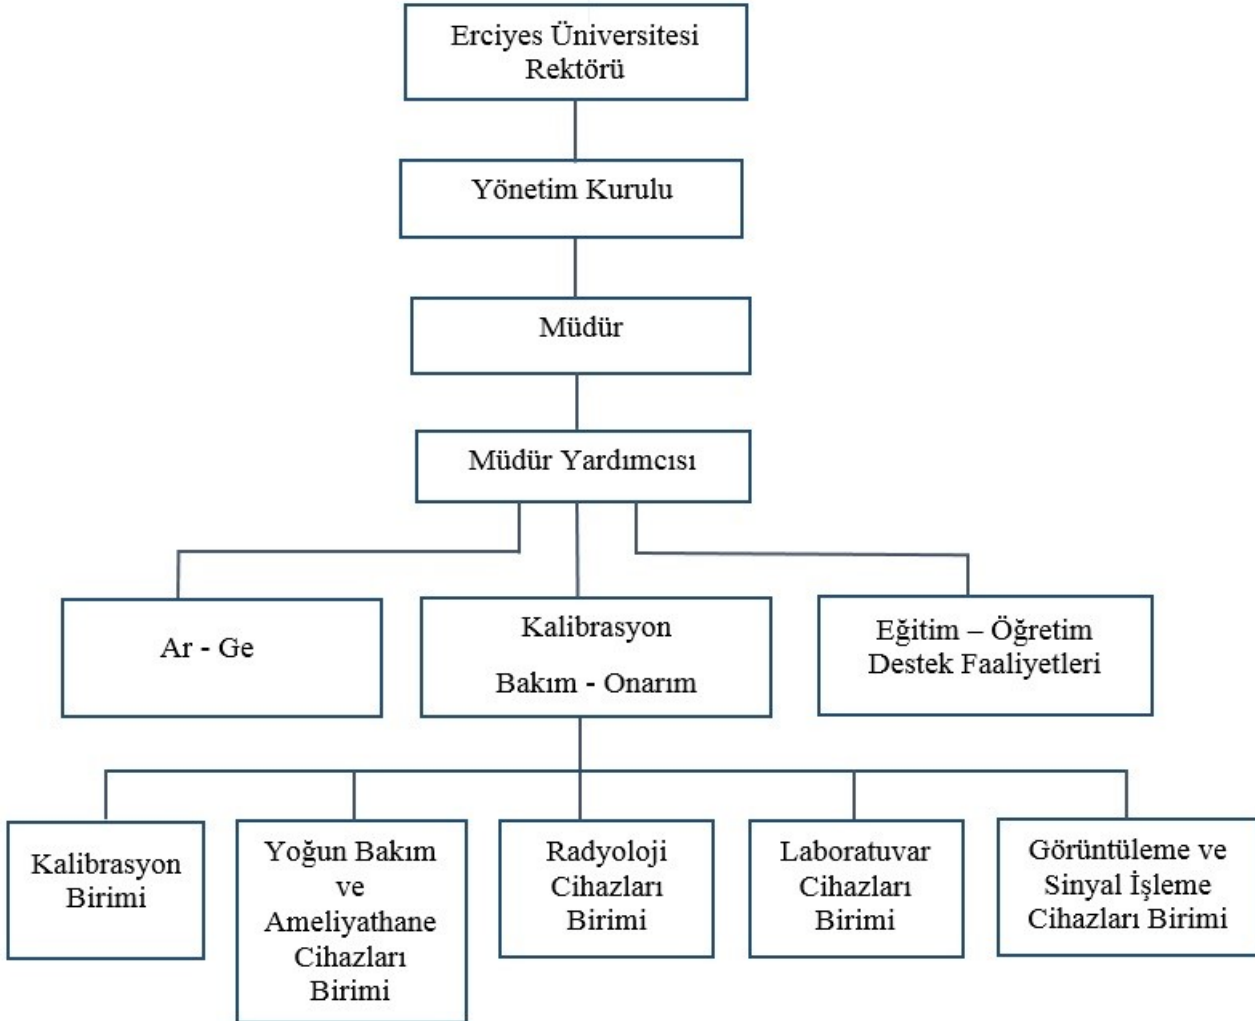 Erciyes Üniversitesi
Rektörü
Yönetim Kurulu
Müdür
Müdür Yardımcısı
Ar - Ge
Kalibrasyon
Bakım - Onarım
Eğitim – Öğretim
Destek Faaliyetleri
Kalibrasyon
Birimi
Yoğun Bakım
ve
Ameliyathane
Cihazları
Birimi
Radyoloji
Cihazları
Birimi
Laboratuvar
Cihazları
Birimi
Görüntüleme ve
Sinyal İşleme
Cihazları Birimi